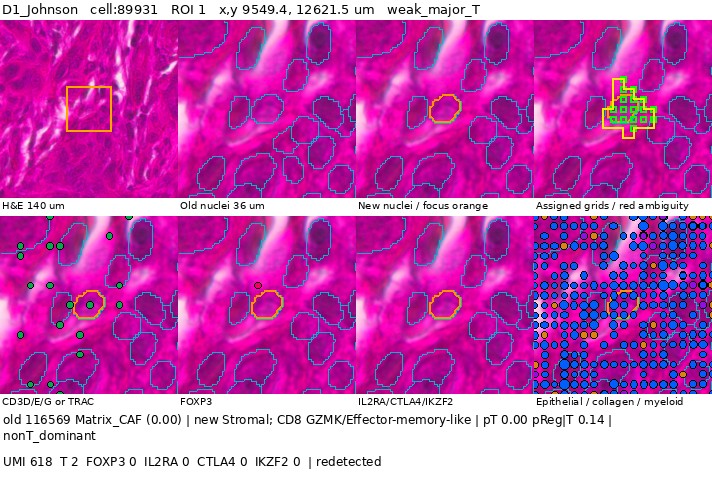 D1_Johnson   cell:89931   ROI 1   x,y 9549.4, 12621.5 um   weak_major_T
H&E 140 um
Old nuclei 36 um
New nuclei / focus orange
Assigned grids / red ambiguity
CD3D/E/G or TRAC
FOXP3
IL2RA/CTLA4/IKZF2
Epithelial / collagen / myeloid
old 116569 Matrix_CAF (0.00) | new Stromal; CD8 GZMK/Effector-memory-like | pT 0.00 pReg|T 0.14 |
nonT_dominant
UMI 618  T 2  FOXP3 0  IL2RA 0  CTLA4 0  IKZF2 0  | redetected